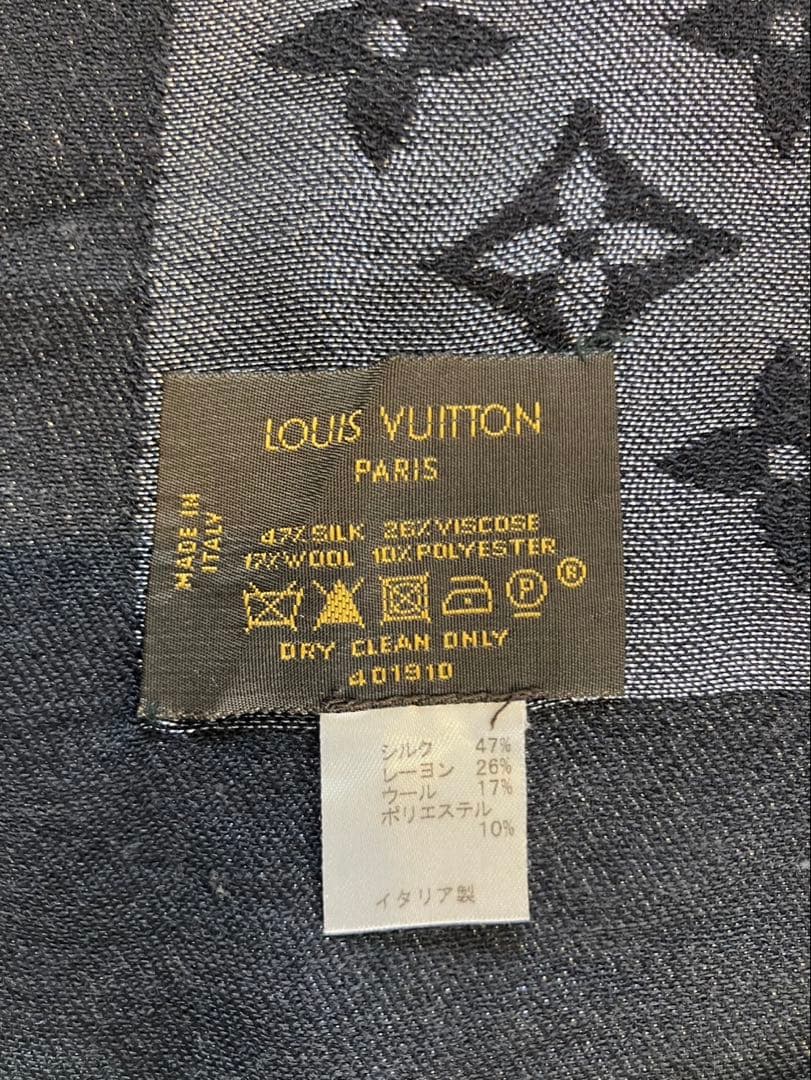 LOUIS VUITTON
PARIS
MADE IN
ITALY
47% SILK 26% VISCOSE
17% WOOL 10% POLYESTER
P ®
DRY CLEAN ONLY
401910
シルク 47%
レーヨン 26%
ウール 17%
ポリエステル
10%
イタリア製